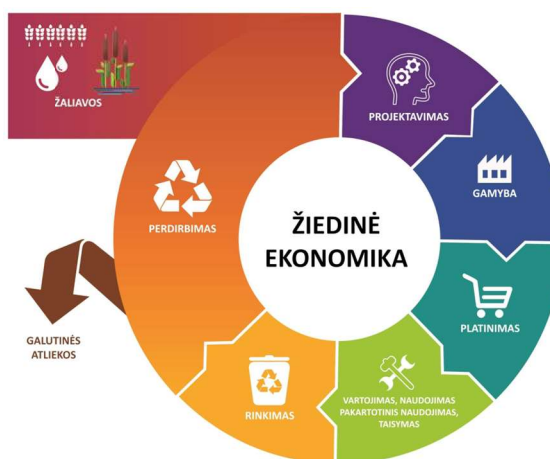 ŽALIAVOS
PROJEKTAVIMAS
GAMYBA
PERDIRBIMAS
ŽIEDINĖ
EKONOMIKA
PLATINIMAS
GALUTINĖS
ATLIEKOS
VARTOJIMAS, NAUDOJIMAS
PAKARTOTINIS NAUDOJIMAS,
TAISYMAS
RINKIMAS